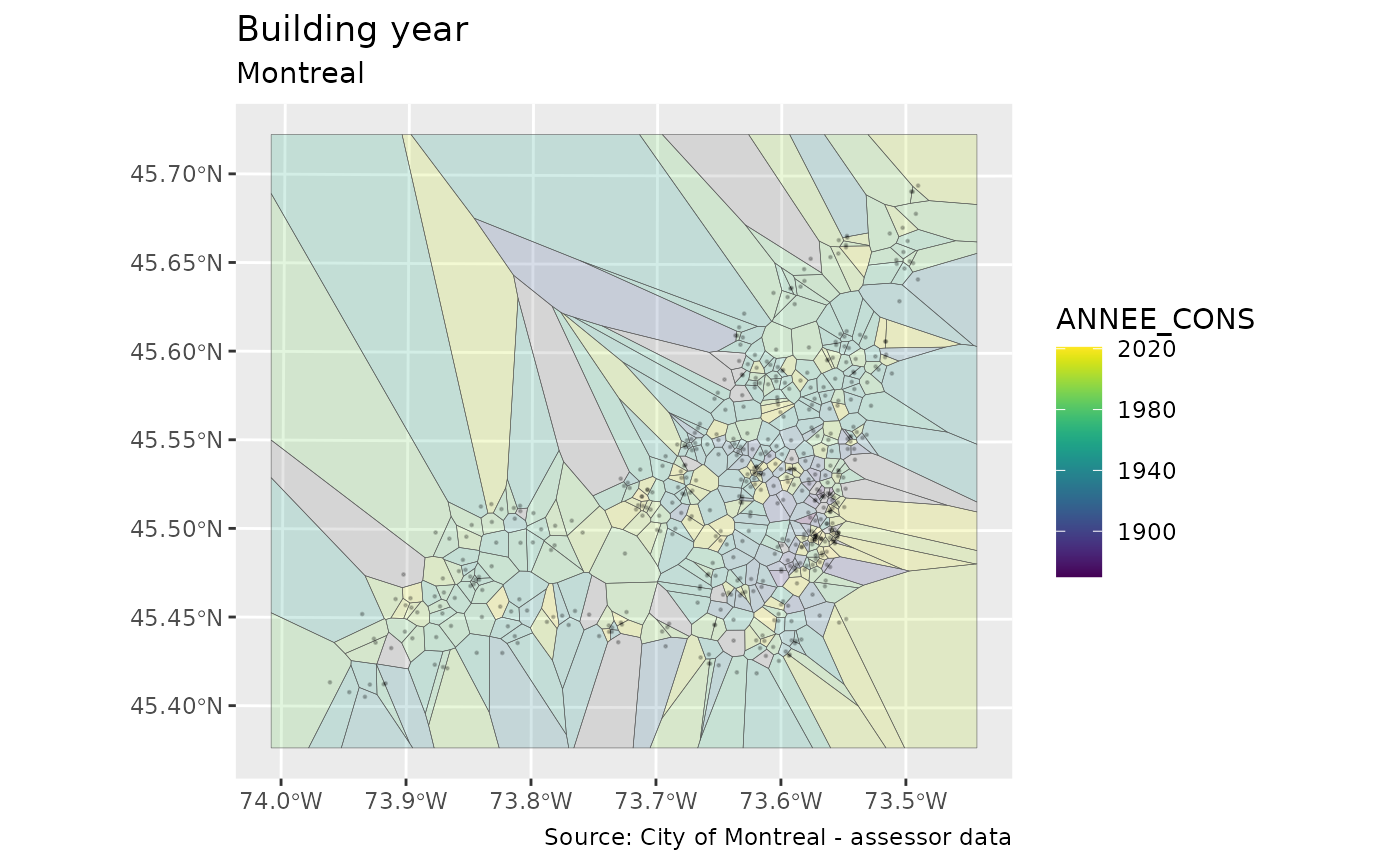 Building year
Montreal
45.70°N
45.65°N
45.60°N
45.55°N
45.50°N
45.45°N
45.40°N
74.0°W 73.9°W 73.8°W 73.7°W 73.6°W 73.5°W
ANNEE_CONS
2020
1980
1940
1900
Source: City of Montreal - assessor data